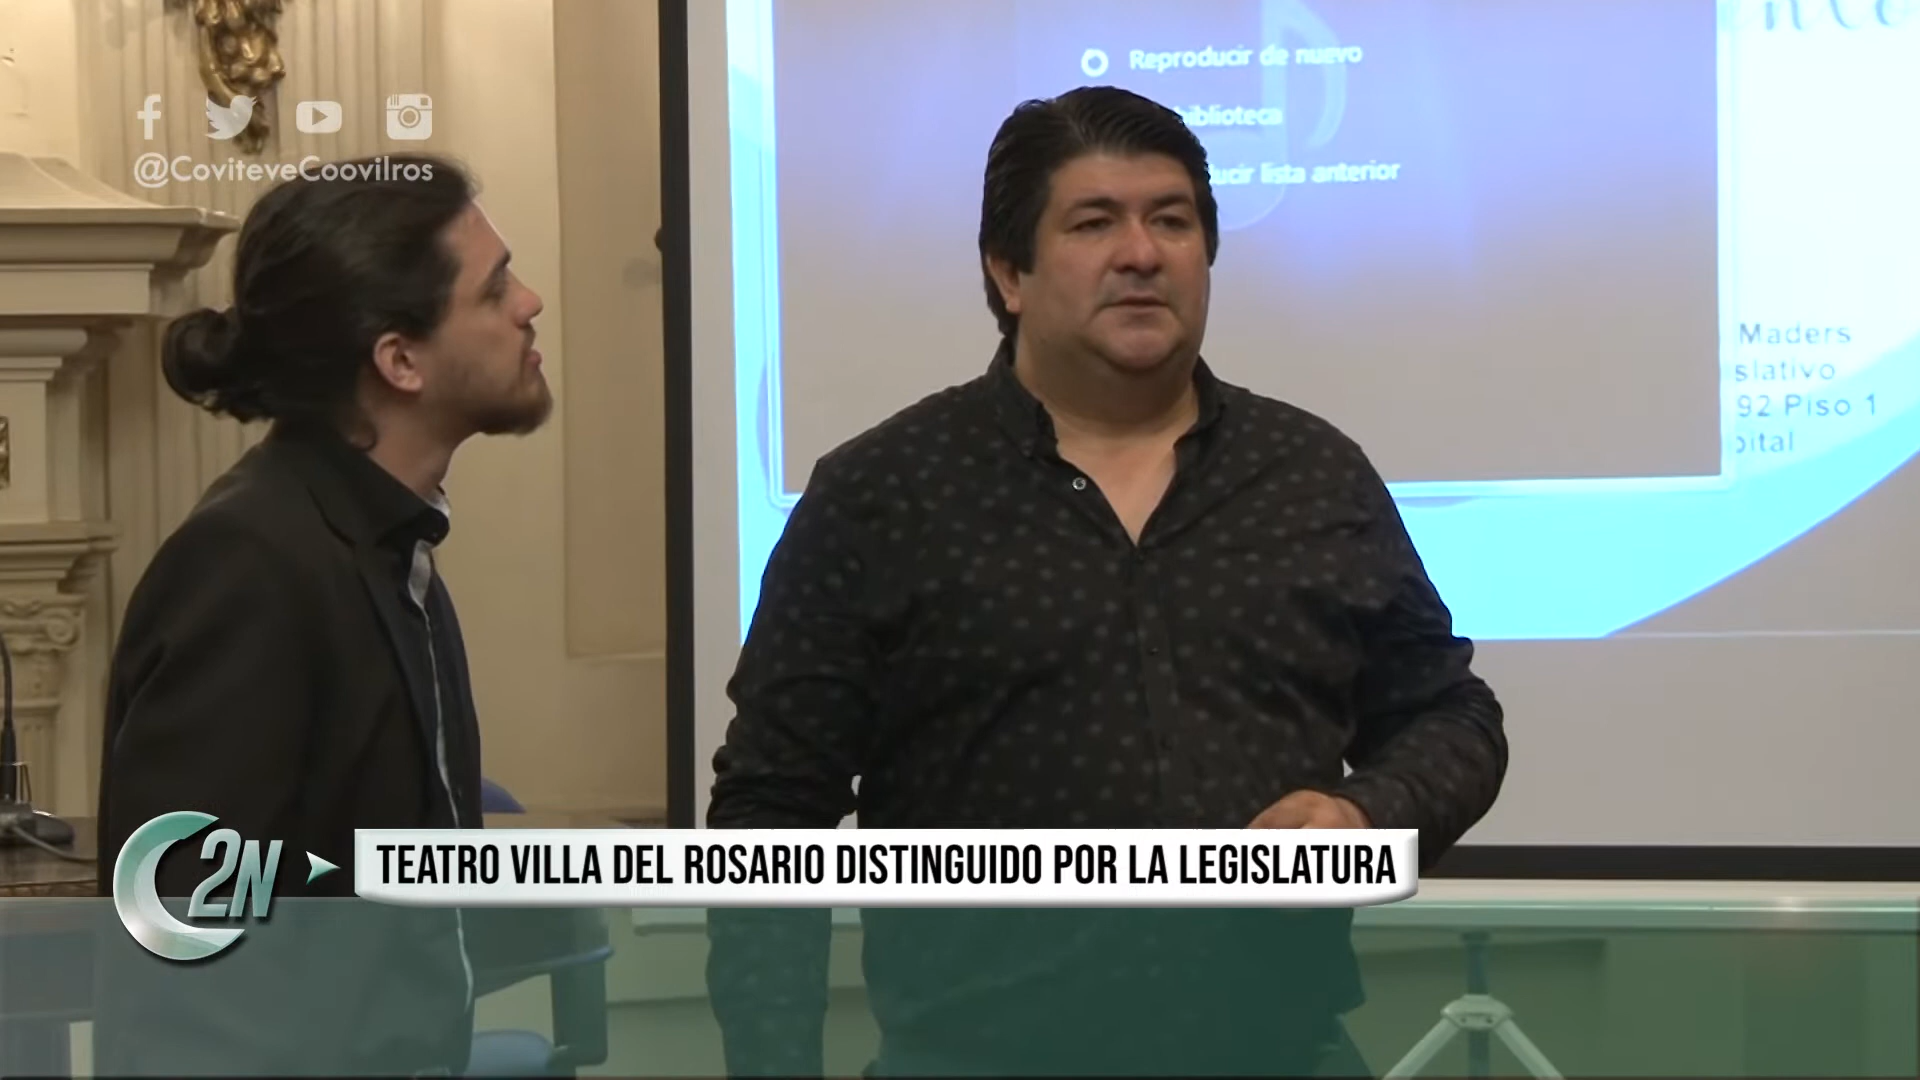 Reproducir de nuevo
biblioteca
ucir lista anterior
@CoviteveCoovilros
Maders
slativo
92 Piso 1
pital
2N
TEATRO VILLA DEL ROSARIO DISTINGUIDO POR LA LEGISLATURA